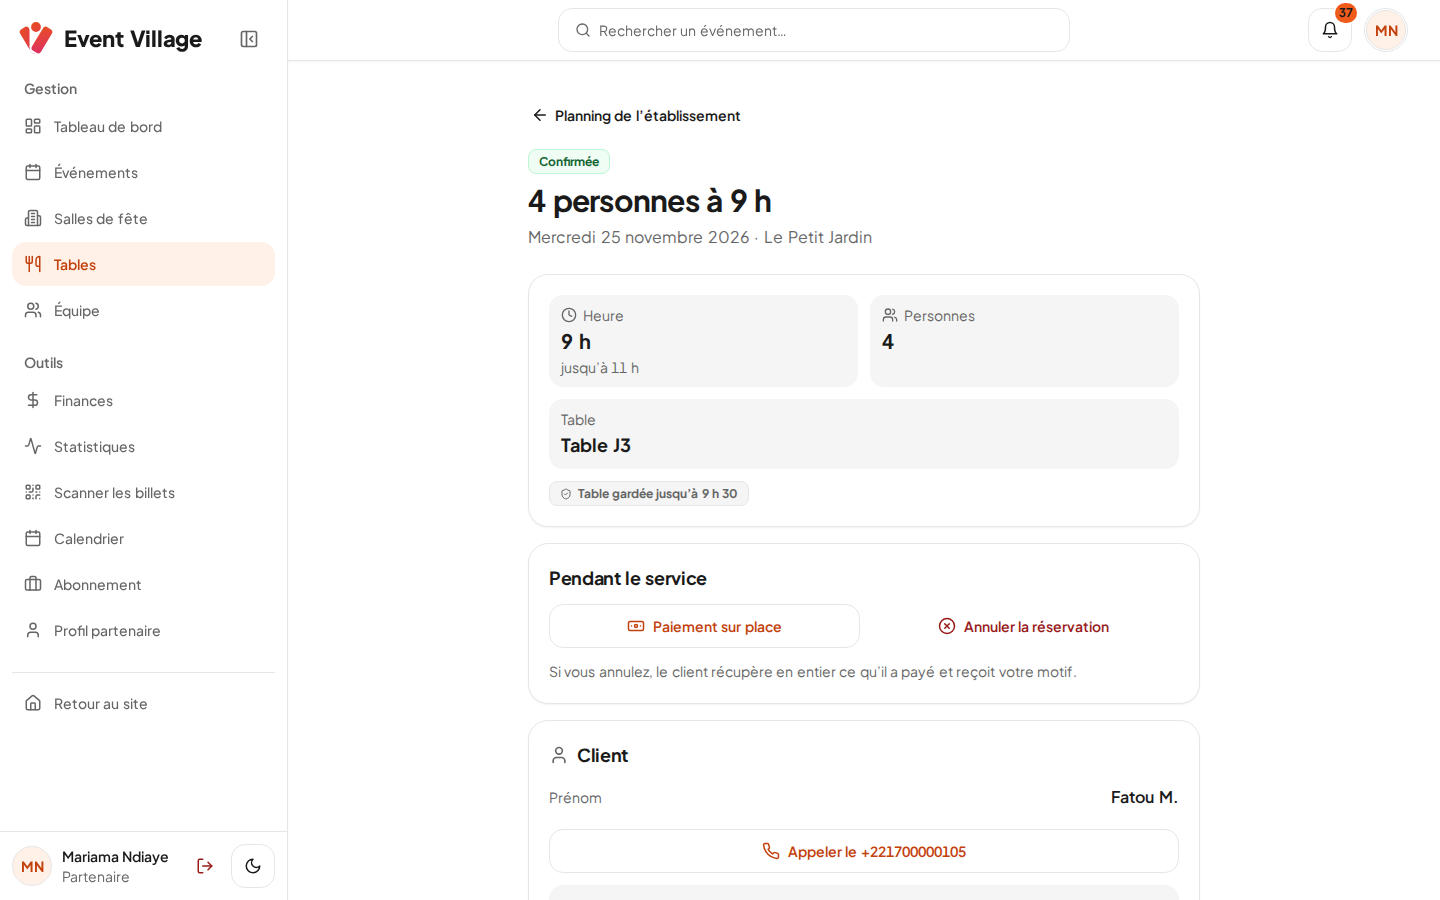 Event Village
Rechercher un événement...
37
MN
Gestion
Tableau de bord
Événements
Salles de fête
Tables
Équipe
Outils
Finances
Statistiques
Scanner les billets
Calendrier
Abonnement
Profil partenaire
Retour au site
MN
Mariama Ndiaye
Partenaire
Planning de l'établissement
Confirmée
4 personnes à 9 h
Mercredi 25 novembre 2026 · Le Petit Jardin
Heure
9 h
jusqu'à 11 h
Personnes
4
Table
Table J3
Table gardée jusqu'à 9 h 30
Pendant le service
Paiement sur place
Annuler la réservation
Si vous annulez, le client récupère en entier ce qu'il a payé et reçoit votre motif.
Client
Prénom
Fatou M.
Appeler le +221700000105